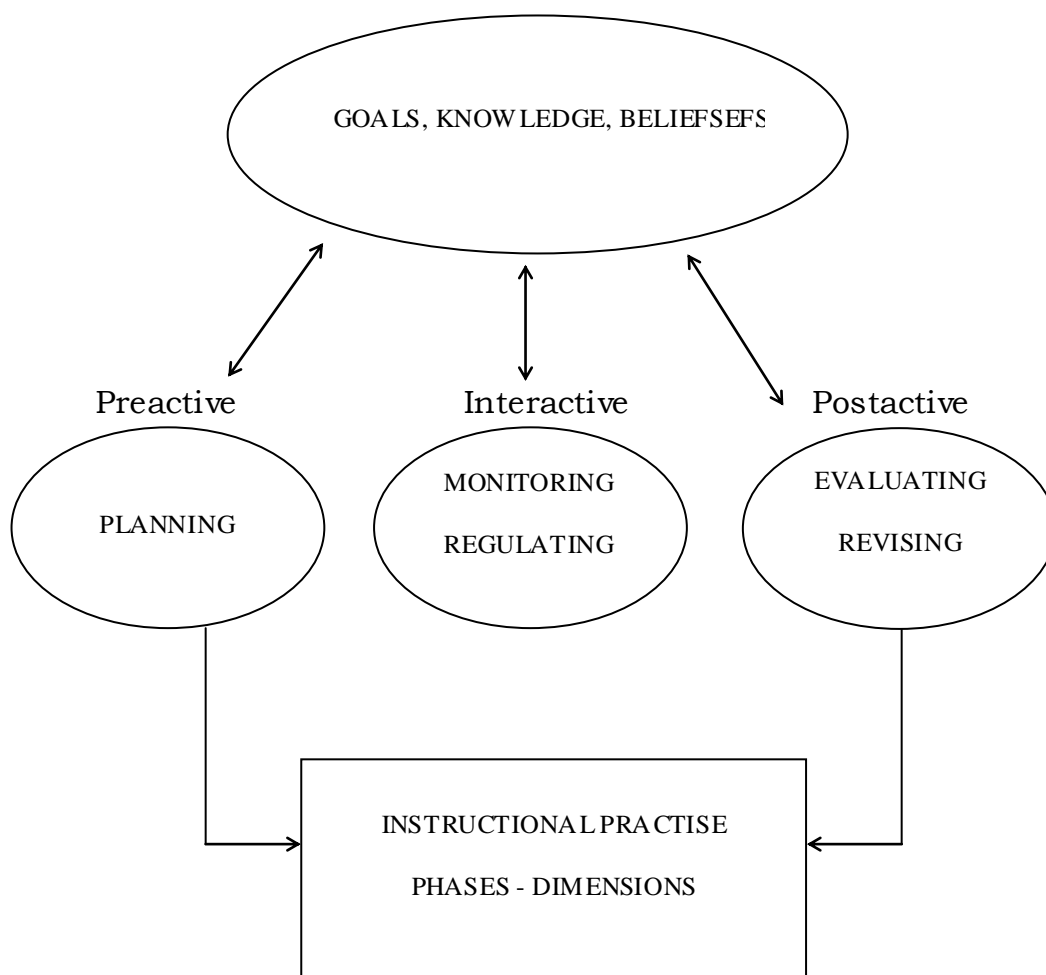 GOALS, KNOWLEDGE, BELIEFSEFS
Preactive
Interactive
Postactive
PLANNING
MONITORING
REGULATING
EVALUATING
REVISING
INSTRUCTIONAL PRACTISE
PHASES - DIMENSIONS